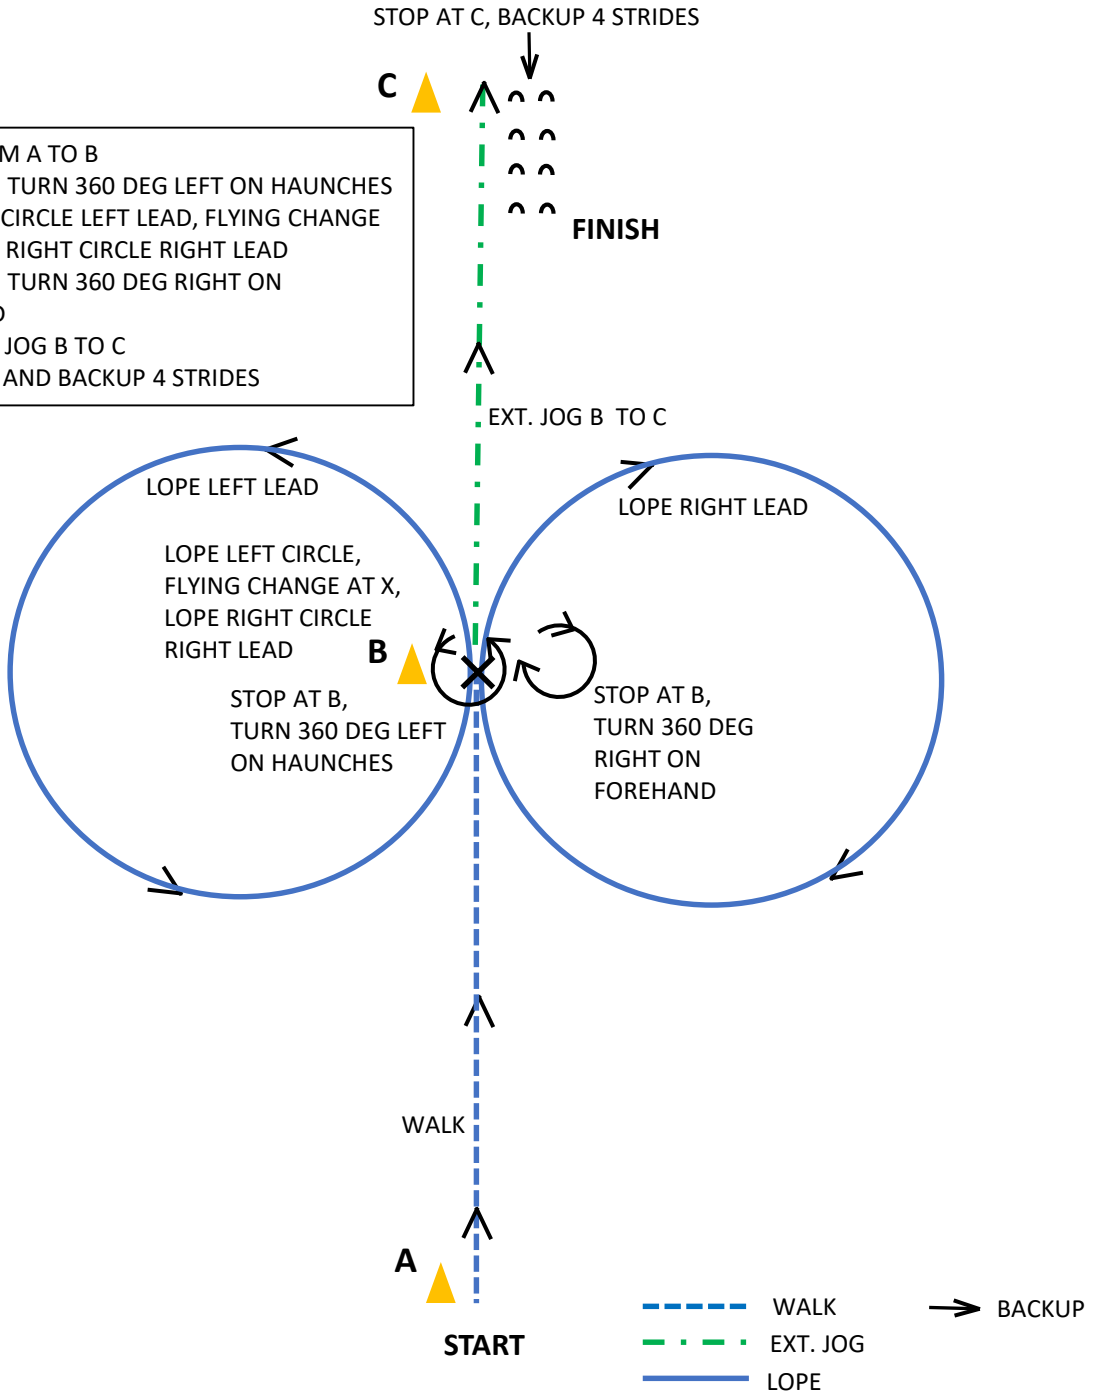 STOP AT C, BACKUP 4 STRIDES
C
M A TO B
TURN 360 DEG LEFT ON HAUNCHES
CIRCLE LEFT LEAD, FLYING CHANGE
RIGHT CIRCLE RIGHT LEAD
TURN 360 DEG RIGHT ON
JOG B TO C
AND BACKUP 4 STRIDES
FINISH
EXT. JOG B TO C
LOPE LEFT LEAD
LOPE RIGHT LEAD
LOPE LEFT CIRCLE,
FLYING CHANGE AT X,
LOPE RIGHT CIRCLE
RIGHT LEAD
B
STOP AT B,
TURN 360 DEG LEFT
ON HAUNCHES
STOP AT B,
TURN 360 DEG
RIGHT ON
FOREHAND
WALK
A
START
WALK
BACKUP
EXT. JOG
LOPE